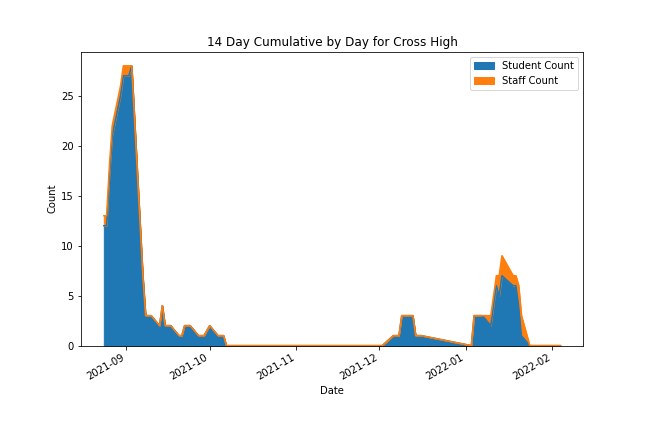 14 Day Cumulative by Day for Cross High
Student Count
Staff Count
Count
25
20
15
10
5
0
2021-09
2021-10
2021-11
2021-12
2022-01
2022-02
Date